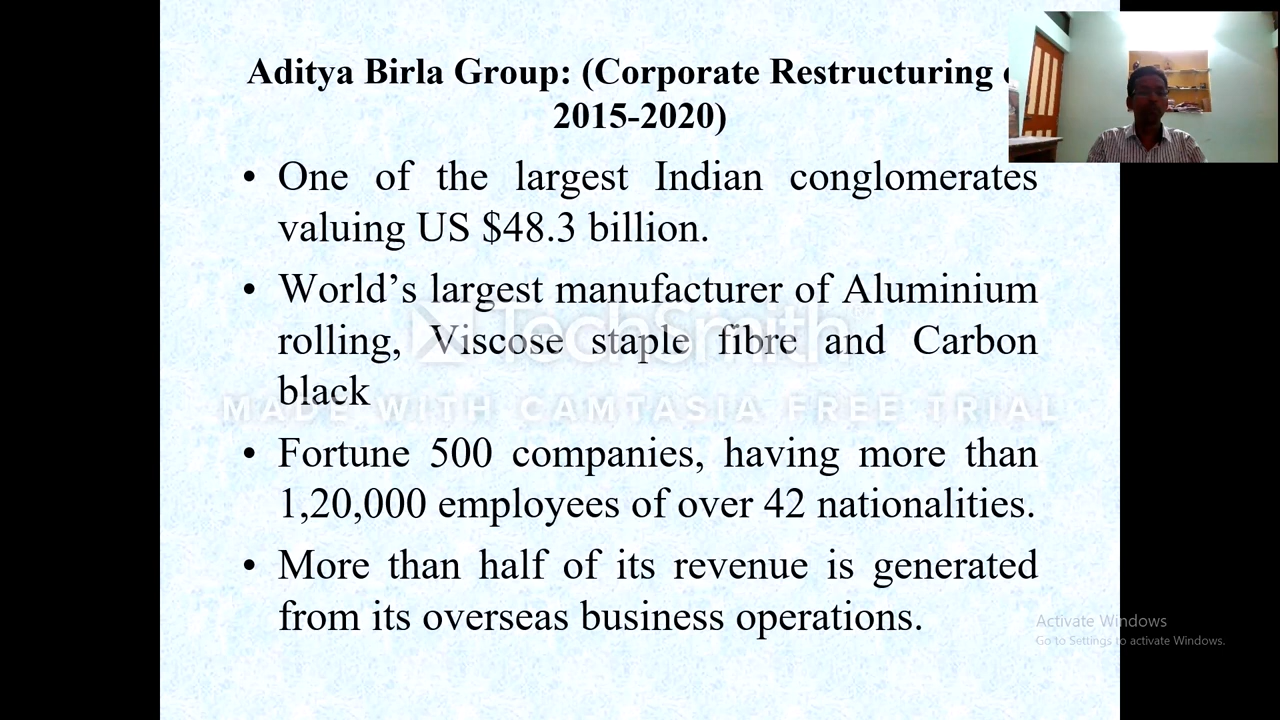 Aditya Birla Group: (Corporate Restructuring
2015-2020)
• One of the largest Indian conglomerates
valuing US $48.3 billion.
• World’s largest manufacturer of Aluminium
rolling, Viscose staple fibre and Carbon
black
• Fortune 500 companies, having more than
1,20,000 employees of over 42 nationalities.
• More than half of its revenue is generated
from its overseas business operations.
TechSmith
MADE WITH CAMTASIA FREE TRIAL
Activate Windows
Go to Settings to activate Windows.